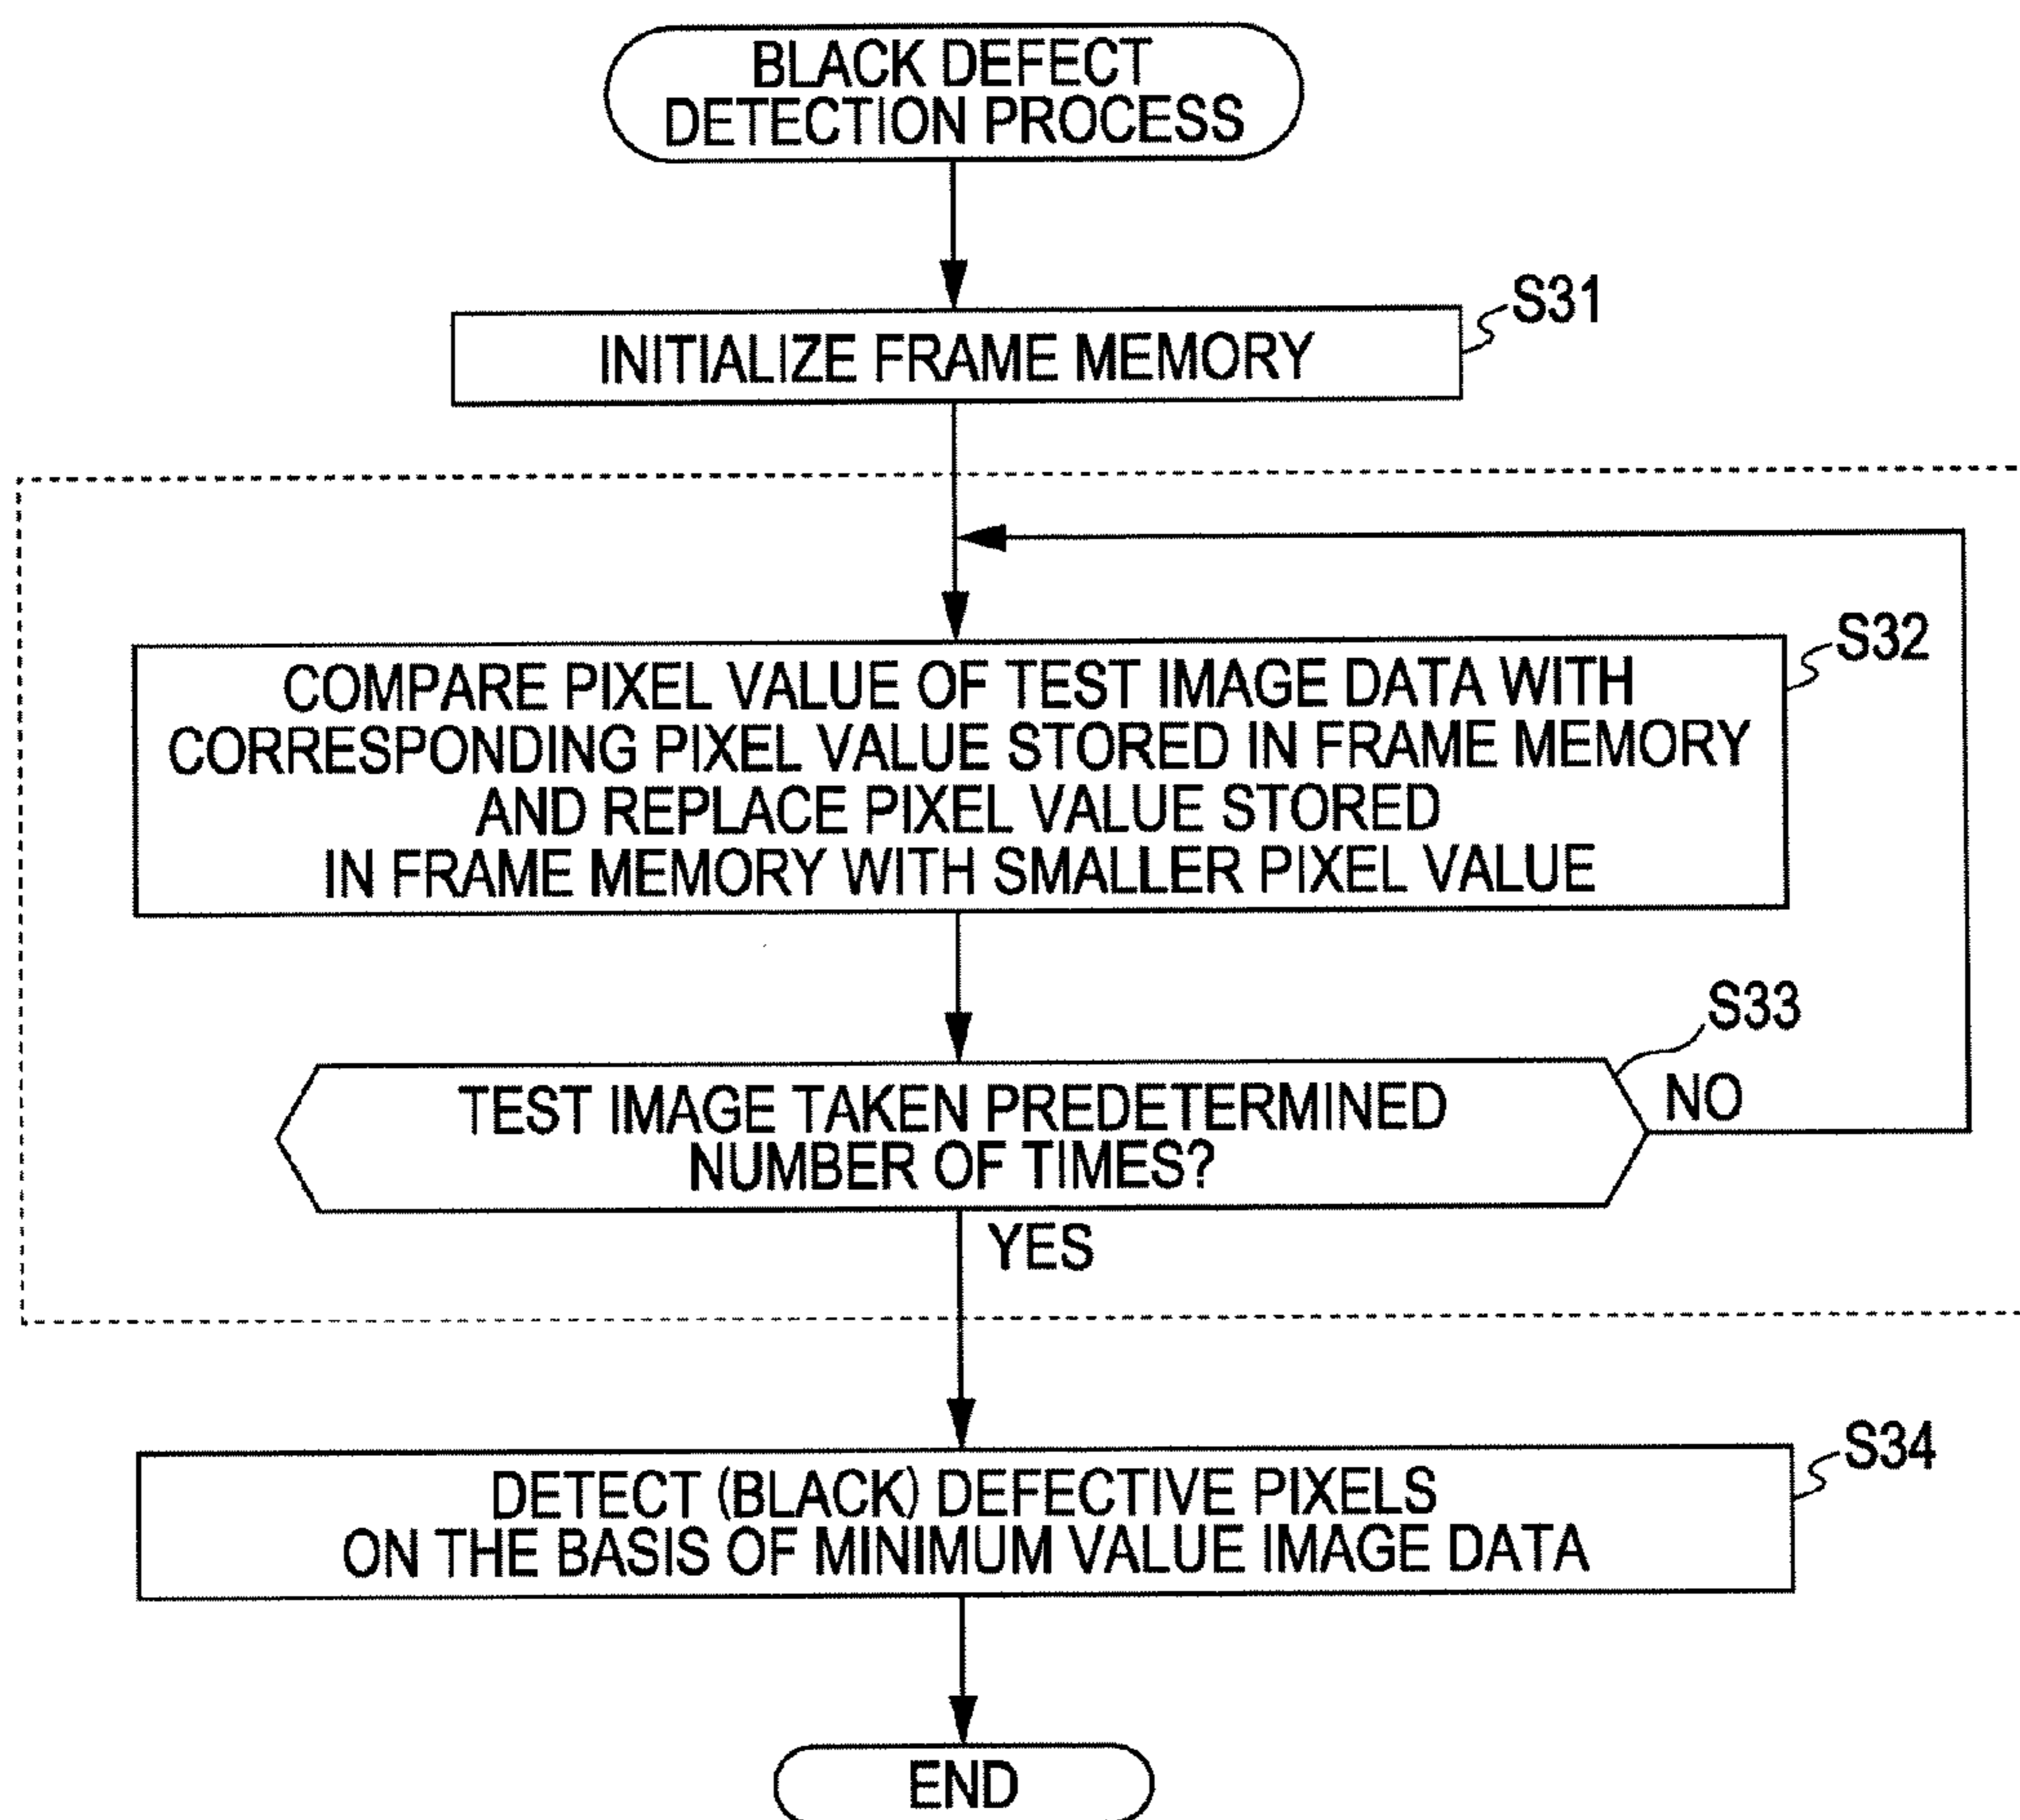 BLACK DEFECT
DETECTION PROCESS
S31
INITIALIZE FRAME MEMORY
S32
COMPARE PIXEL VALUE OF TEST IMAGE DATA WITH
CORRESPONDING PIXEL VALUE STORED IN FRAME MEMORY
AND REPLACE PIXEL VALUE STORED
IN FRAME MEMORY WITH SMALLER PIXEL VALUE
S33
TEST IMAGE TAKEN PREDETERMINED
NUMBER OF TIMES?
NO
YES
S34
DETECT (BLACK) DEFECTIVE PIXELS
ON THE BASIS OF MINIMUM VALUE IMAGE DATA
END